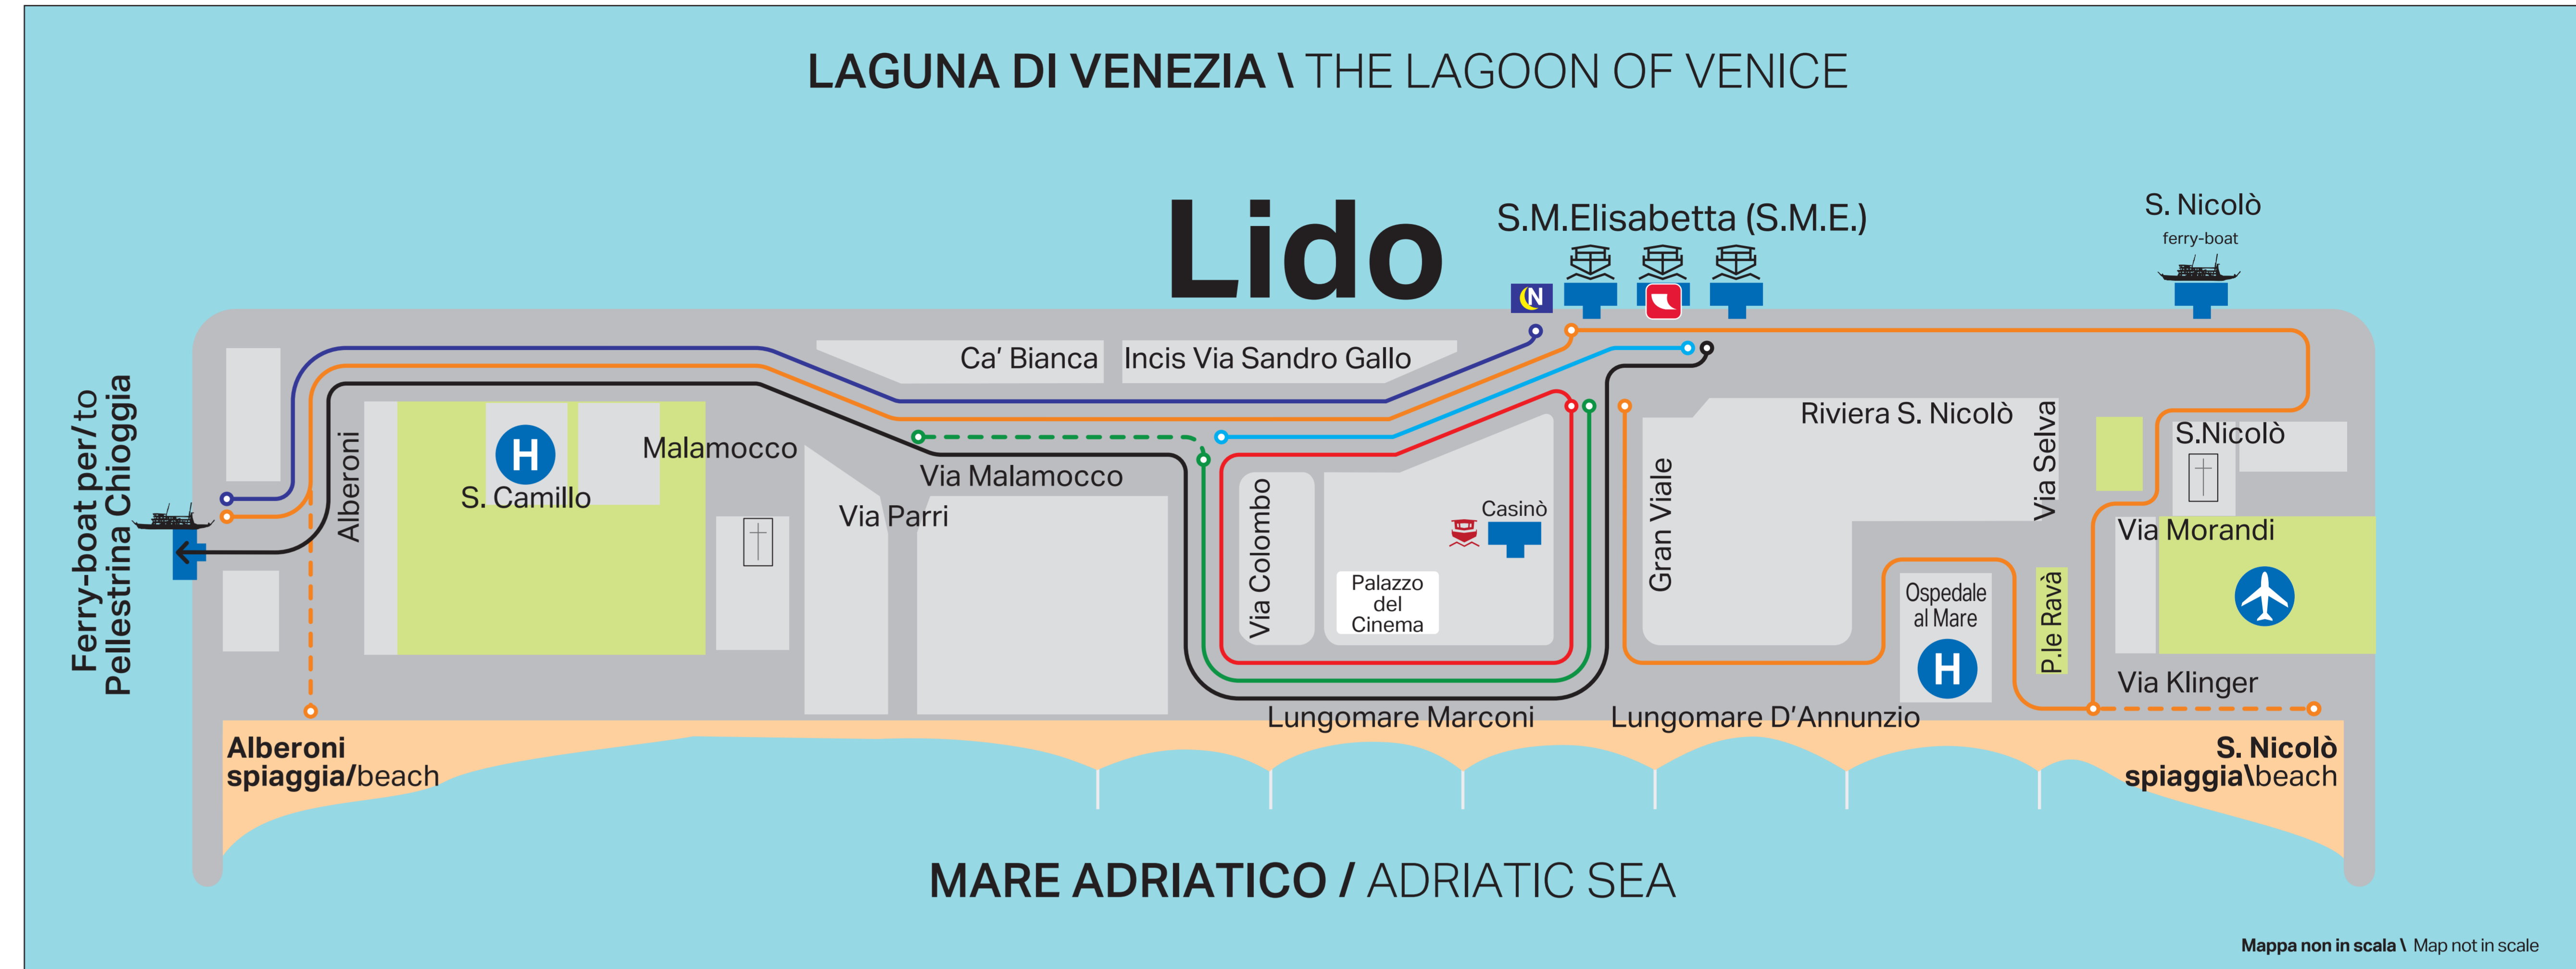 LAGUNA DI VENEZIA \ THE LAGOON OF VENICE
Lido
S.M.Elisabetta (S.M.E.)
S. Nicolò
ferry-boat
N
Ca' Bianca
Incis Via Sandro Gallo
Ferry-boat per/to
Pellestrina Chioggia
Alberoni
H
S. Camillo
Malamocco
Via Malamocco
Via Parri
Via Colombo
Casinò
Palazzo
del
Cinema
Gran Viale
Riviera S. Nicolò
Via Selva
S.Nicolò
Via Morandi
Ospedale
al Mare
H
P.le Ravà
Via Klinger
Lungomare Marconi
Lungomare D'Annunzio
Alberoni
spiaggia/beach
S. Nicolò
spiaggia\beach
MARE ADRIATICO / ADRIATIC SEA
Mappa non in scala \ Map not in scale